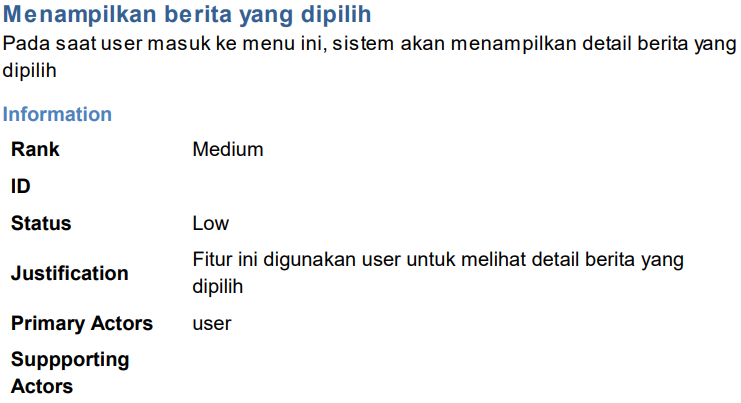 Menampilkan berita yang dipilih
Pada saat user masuk ke menu ini, sistem akan menampilkan detail berita yang
dipilih
Information
Rank Medium
ID
Status Low
Justification Fitur ini digunakan user untuk melihat detail berita yang
dipilih
Primary Actors user
Suppporting
Actors